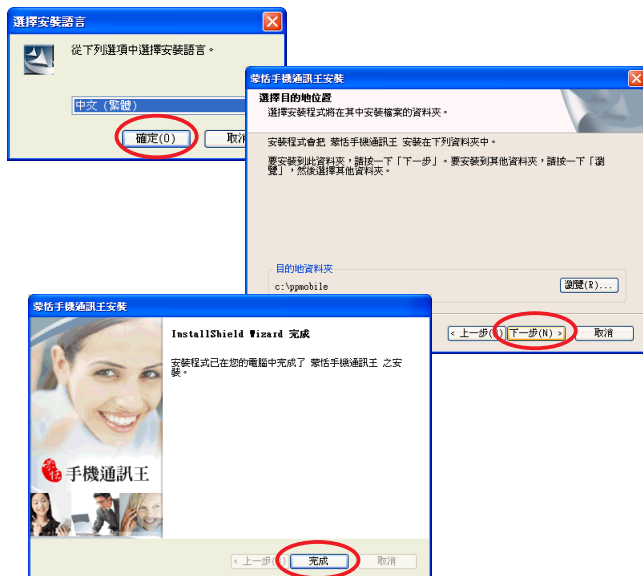 選擇安裝語言
從下列選項中選擇安裝語言。
中文 (繁體)
確定(O)
取消
蒙恬手機通訊王安裝
選擇目的地位置
選擇安裝程式將在其中安裝檔案的資料夾。
安裝程式會把 蒙恬手機通訊王 安裝在下列資料夾中。
要安裝到此資料夾，請按一下「下一步」。要安裝到其他資料夾，請按一下「瀏
覽」，然後選擇其他資料夾。
目的地資料夾
c:\ppmobile
瀏覽(R)...
< 上一步(
下一步(N) >
取消
蒙恬手機通訊王安裝
InstallShield Wizard 完成
安裝程式已在您的電腦中完成了 蒙恬手機通訊王 之安
裝。
蒙恬
手機通訊王
< 上一步(
完成
取消